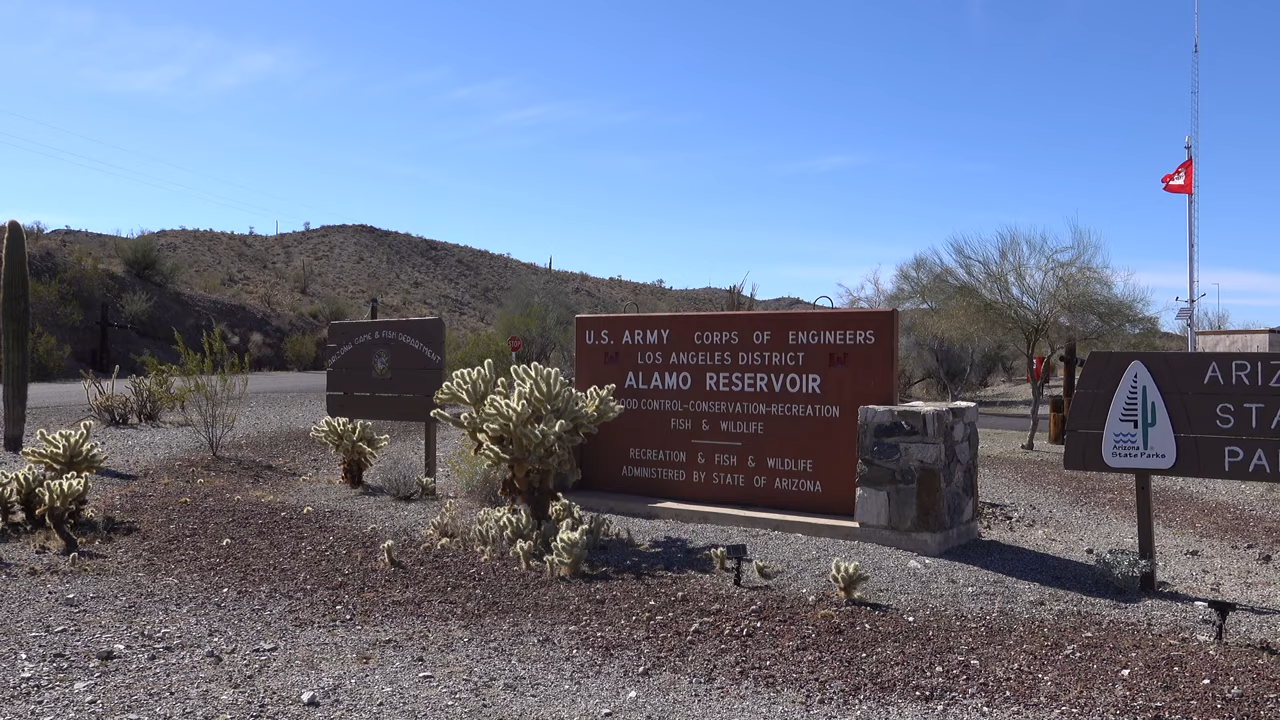 ARIZONA GAME & FISH DEPARTMENT
STOP
U.S. ARMY CORPS OF ENGINEERS
LOS ANGELES DISTRICT
ALAMO RESERVOIR
OOD CONTROL-CONSERVATION-RECREATION
FISH & WILDLIFE
RECREATION & FISH & WILDLIFE
ADMINISTERED BY STATE OF ARIZONA
Arizona
State Parks
ARIZ
STA
PA